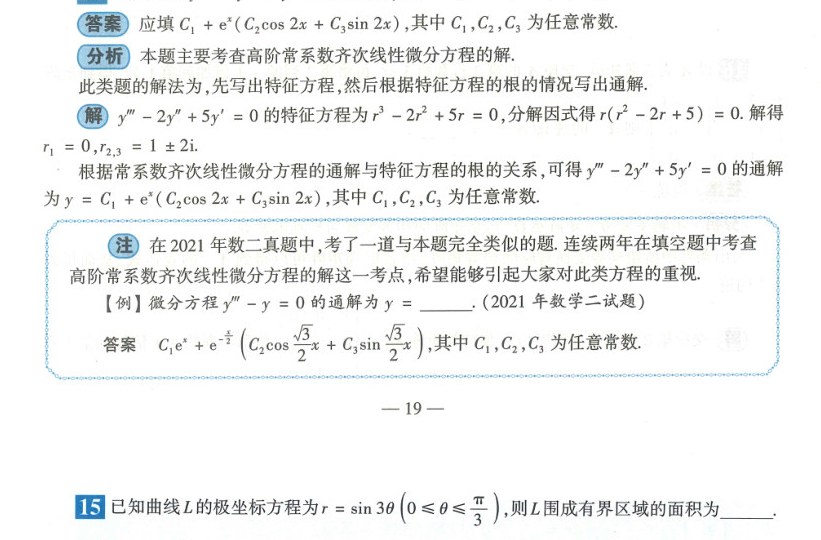 答案 应填 C₁ + eˣ(C₂cos 2x + C₃sin 2x),其中 C₁,C₂,C₃ 为任意常数.
分析 本题主要考查高阶常系数齐次线性微分方程的解.
此类题的解法为,先写出特征方程,然后根据特征方程的根的情况写出通解.
解 y‴ − 2y″ + 5y′ = 0 的特征方程为 r³ − 2r² + 5r = 0,分解因式得 r(r² − 2r + 5) = 0. 解得
r₁ = 0,r₂,₃ = 1 ± 2i.
根据常系数齐次线性微分方程的通解与特征方程的根的关系,可得 y‴ − 2y″ + 5y′ = 0 的通解
为 y = C₁ + eˣ(C₂cos 2x + C₃sin 2x),其中 C₁,C₂,C₃ 为任意常数.
注 在 2021 年数二真题中,考了一道与本题完全类似的题. 连续两年在填空题中考查
高阶常系数齐次线性微分方程的解这一考点,希望能够引起大家对此类方程的重视.
【例】微分方程 y‴ − y = 0 的通解为 y = ______. (2021 年数学二试题)
答案 C₁eˣ + e^(−x/2) (C₂cos (√3/2)x + C₃sin (√3/2)x),其中 C₁,C₂,C₃ 为任意常数.
— 19 —
15 已知曲线 L 的极坐标方程为 r = sin 3θ (0 ≤ θ ≤ π/3),则 L 围成有界区域的面积为______.